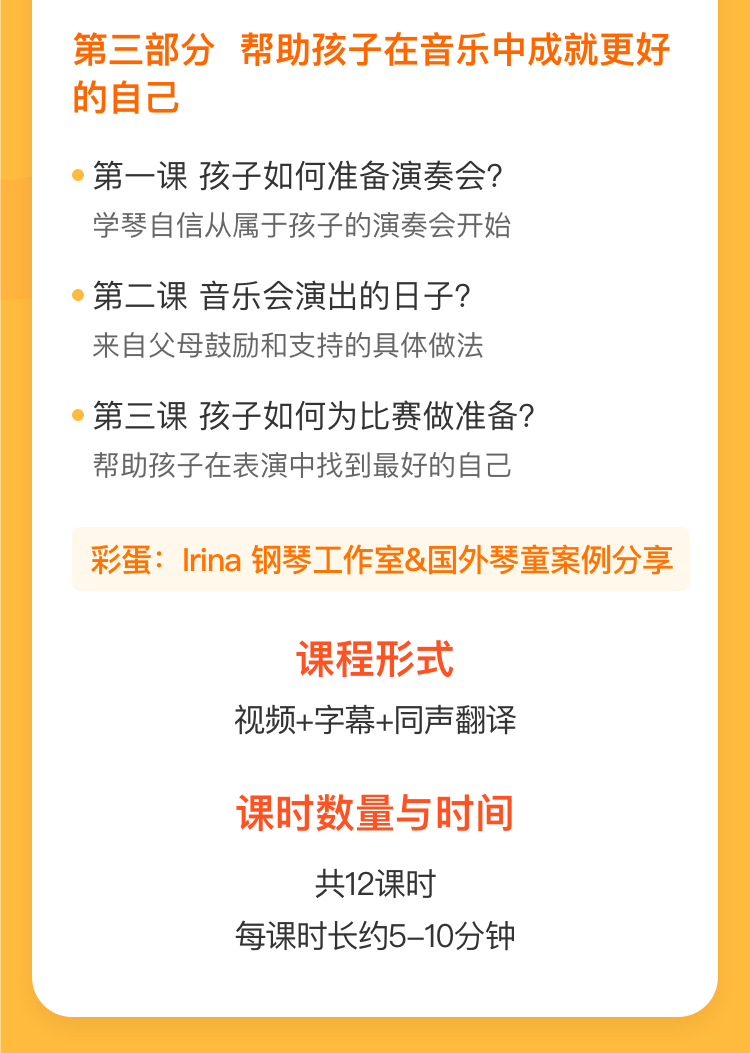 第三部分 帮助孩子在音乐中成就更好
的自己
第一课 孩子如何准备演奏会?
学琴自信从属于孩子的演奏会开始
第二课 音乐会演出的日子?
来自父母鼓励和支持的具体做法
第三课 孩子如何为比赛做准备?
帮助孩子在表演中找到最好的自己
彩蛋：Irina 钢琴工作室&国外琴童案例分享
课程形式
视频+字幕+同声翻译
课时数量与时间
共12课时
每课时长约5–10分钟